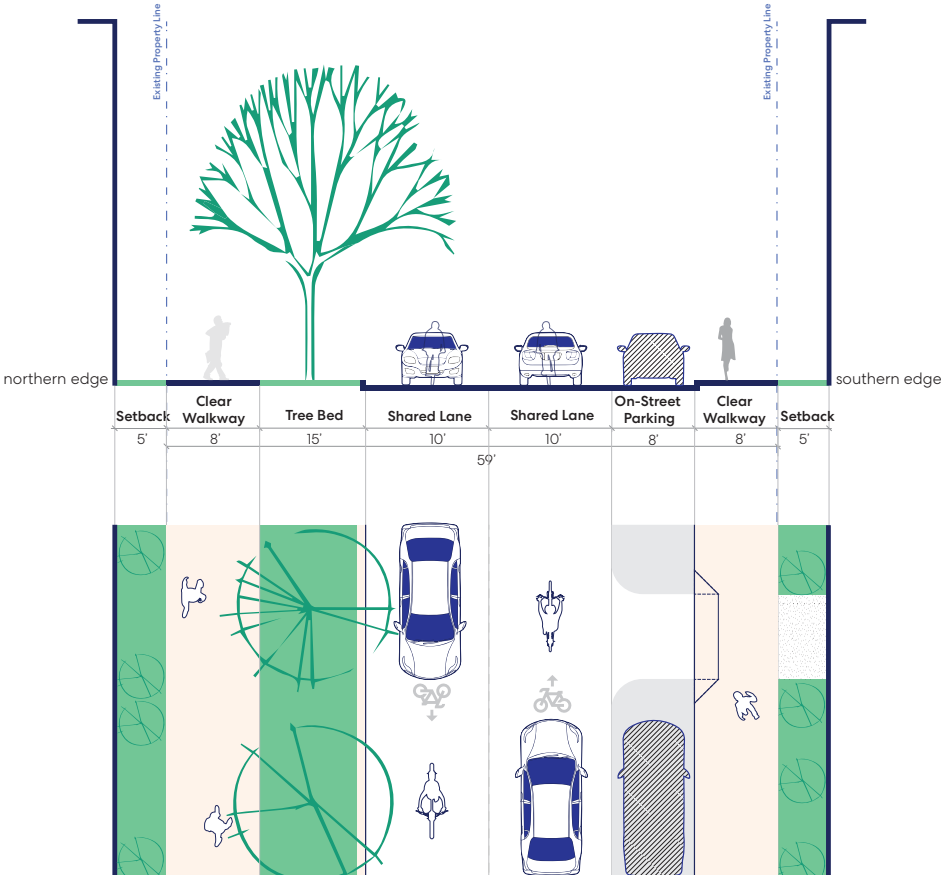 Existing Property Line
Existing Property Line
northern edge
southern edge
Setback
Clear
Walkway
Tree Bed
Shared Lane
Shared Lane
On-Street
Parking
Clear
Walkway
Setback
5'
8'
15'
10'
10'
8'
8'
5'
59'